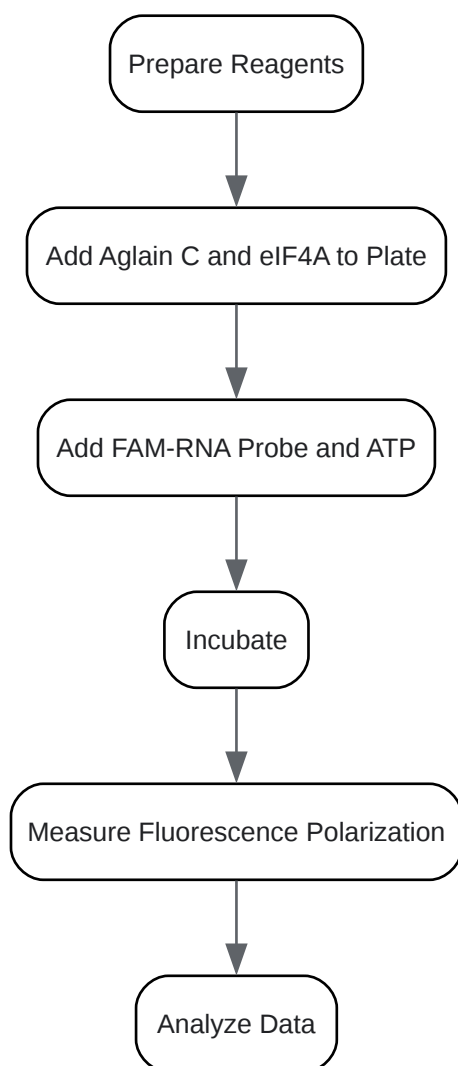 Prepare Reagents
Add Aglain C and eIF4A to Plate
Add FAM-RNA Probe and ATP
Incubate
Measure Fluorescence Polarization
Analyze Data